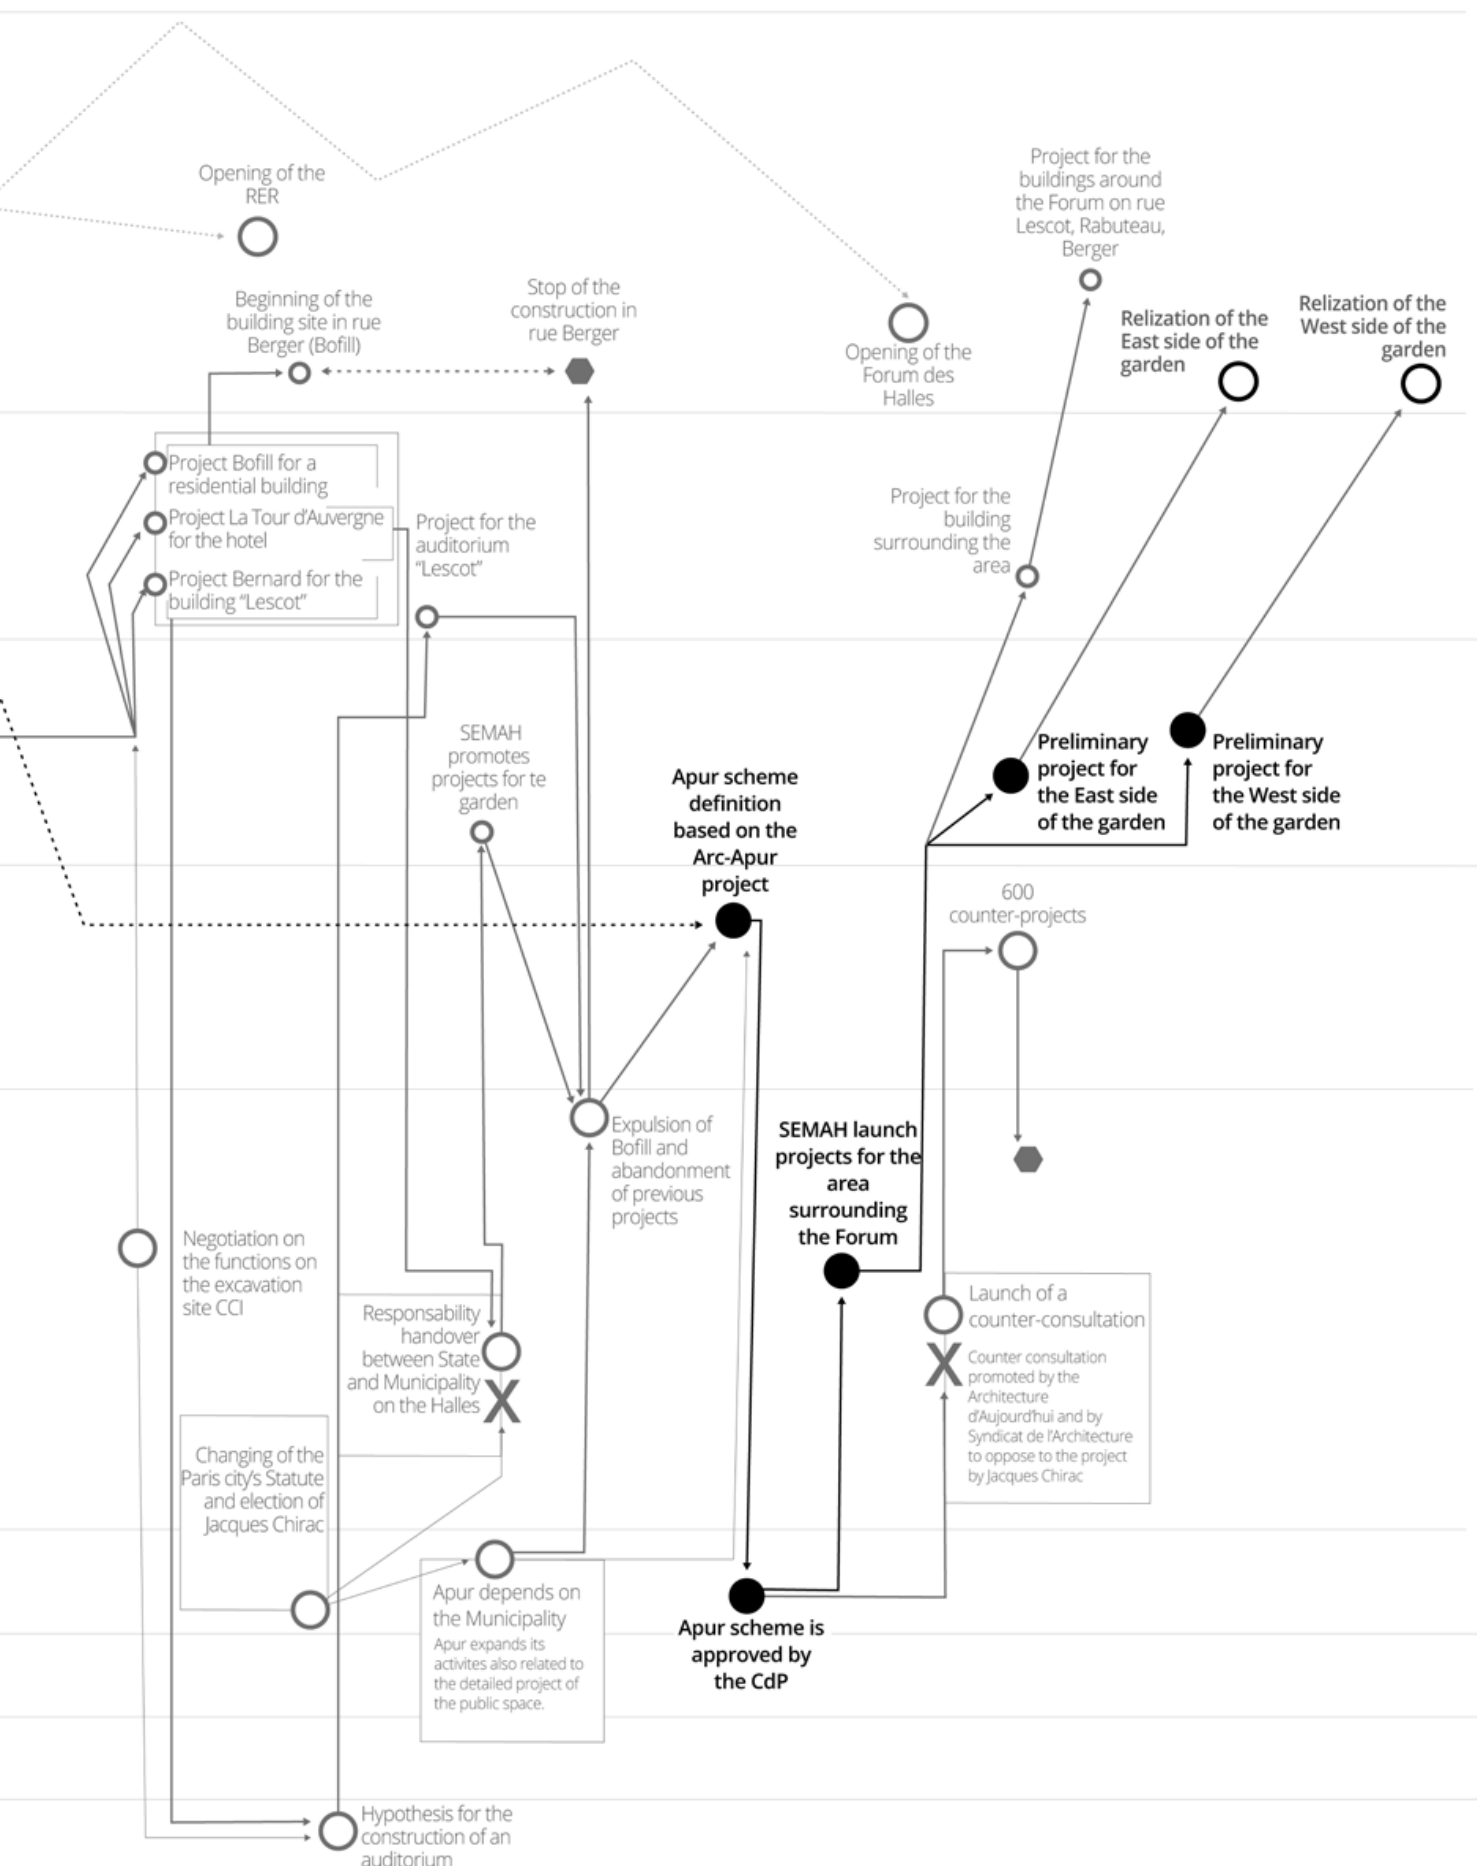 Opening of the
RER
Beginning of the
building site in rue
Berger (Bofill)
Stop of the
construction in
rue Berger
Opening of the
Forum des
Halles
Project for the
buildings around
the Forum on rue
Lescot, Rabuteau,
Berger
Relization of the
East side of the
garden
Relization of the
West side of the
garden
Project Bofill for a
residential building
Project La Tour d'Auvergne
for the hotel
Project Bernard for the
building "Lescot"
Project for the
auditorium
"Lescot"
Project for the
building
surrounding the
area
SEMAH
promotes
projects for te
garden
Apur scheme
definition
based on the
Arc-Apur
project
Preliminary
project for
the East side
of the garden
Preliminary
project for
the West side
of the garden
600
counter-projects
Expulsion of
Bofill and
abandonment
of previous
projects
SEMAH launch
projects for the
area
surrounding
the Forum
Negotiation on
the functions on
the excavation
site CCI
Responsability
handover
between State
and Municipality
on the Halles
X
Launch of a
counter-consultation
X
Counter consultation
promoted by the
Architecture
d'Aujourd'hui and by
Syndicat de l'Architecture
to oppose to the project
by Jacques Chirac
Changing of the
Paris city's Statute
and election of
Jacques Chirac
Apur depends on
the Municipality
Apur expands its
activites also related to
the detailed project of
the public space.
Apur scheme is
approved by
the CdP
Hypothesis for the
construction of an
auditorium